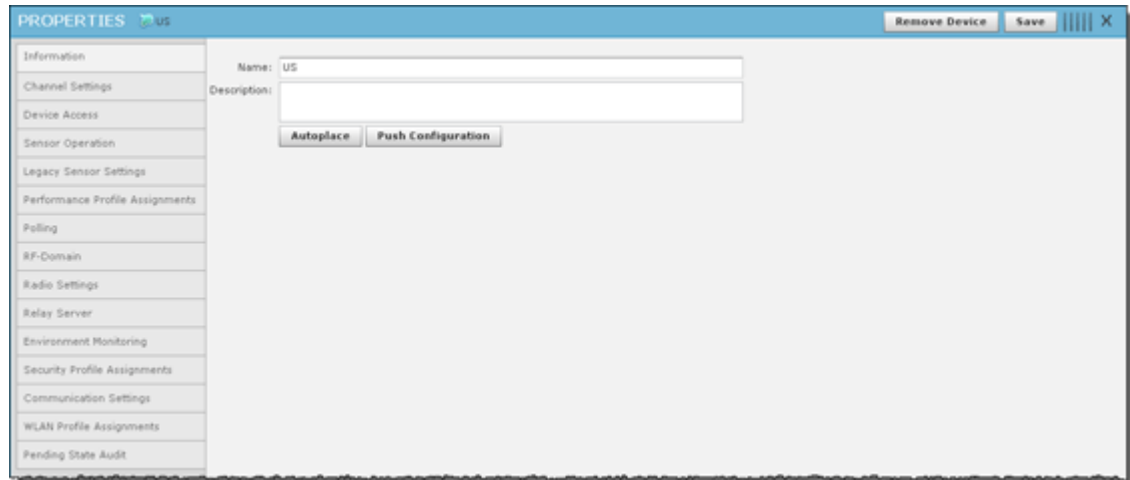 PROPERTIES US Remove Device Save X
Information
Channel Settings
Device Access
Sensor Operation
Legacy Sensor Settings
Performance Profile Assignments
Polling
RF-Domain
Radio Settings
Relay Server
Environment Monitoring
Security Profile Assignments
Communication Settings
WLAN Profile Assignments
Pending State Audit
Name: US
Description:
Autoplace Push Configuration